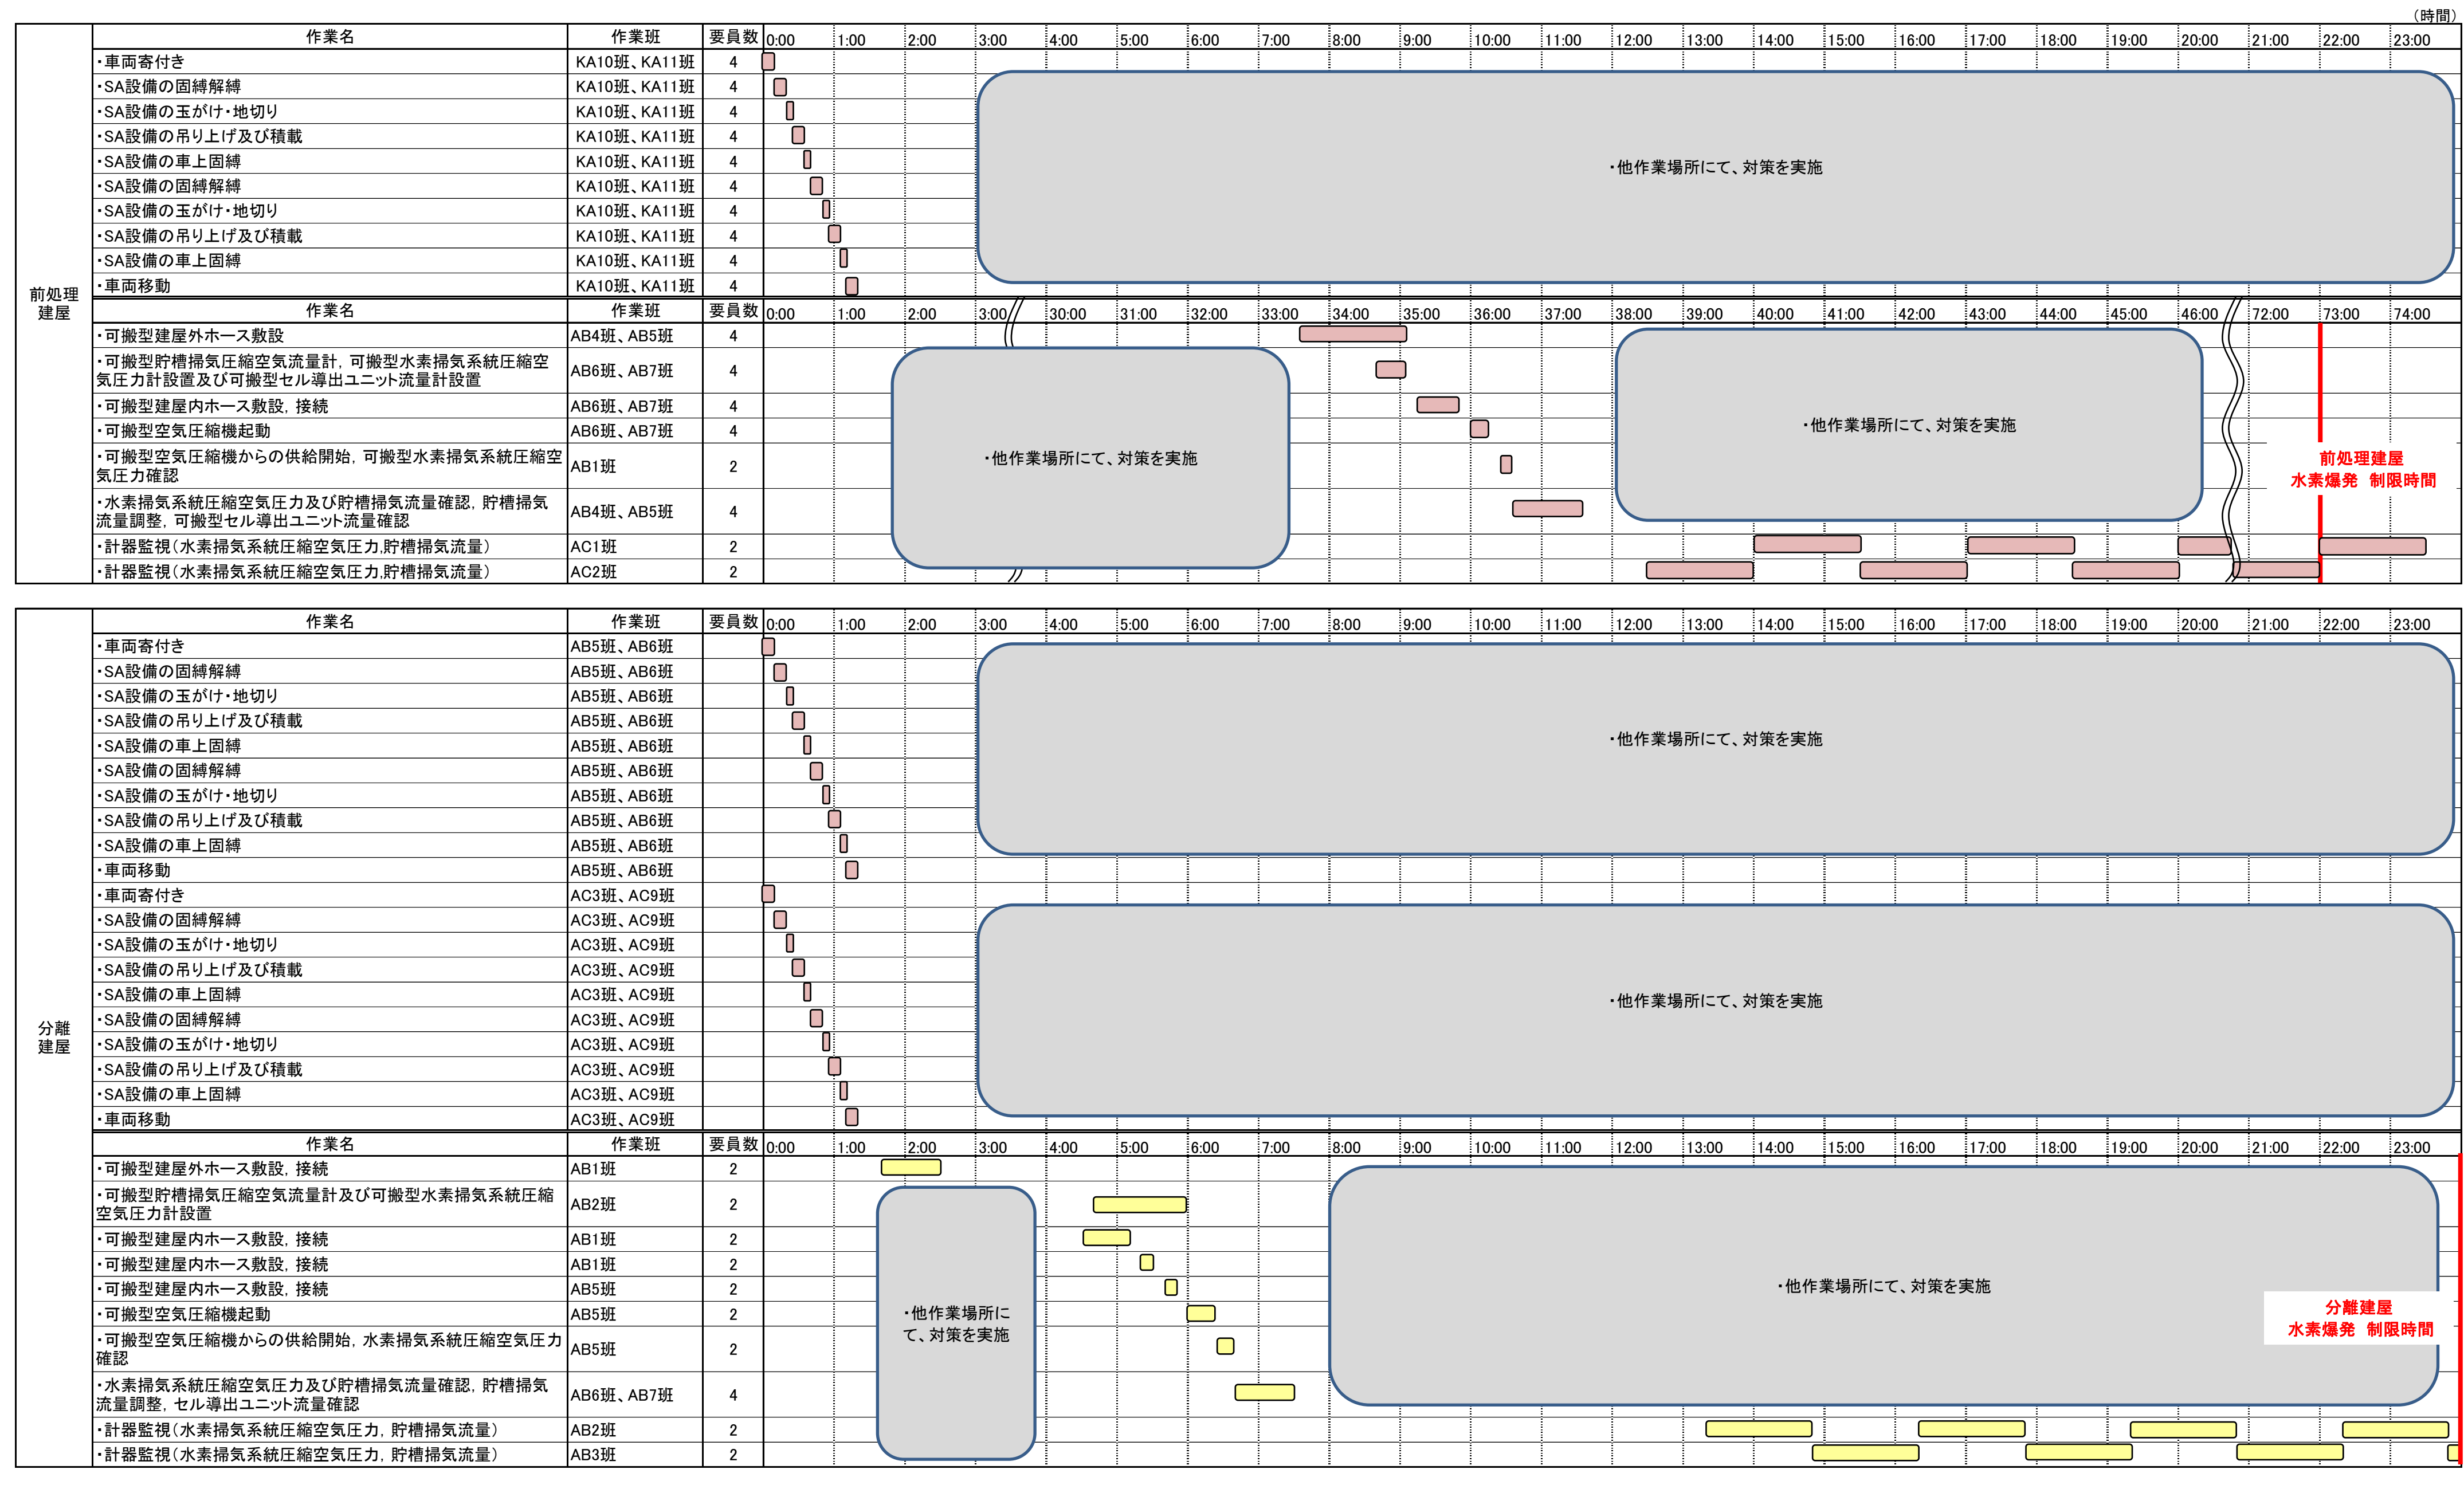 (時間)
作業名 作業班 要員数 0:00 1:00 2:00 3:00 4:00 5:00 6:00 7:00 8:00 9:00 10:00 11:00 12:00 13:00 14:00 15:00 16:00 17:00 18:00 19:00 20:00 21:00 22:00 23:00
・車両寄付き KA10班、KA11班 4
・SA設備の固縛解縛 KA10班、KA11班 4
・SA設備の玉がけ・地切り KA10班、KA11班 4
・SA設備の吊り上げ及び積載 KA10班、KA11班 4
・SA設備の車上固縛 KA10班、KA11班 4
・SA設備の固縛解縛 KA10班、KA11班 4
・SA設備の玉がけ・地切り KA10班、KA11班 4
・SA設備の吊り上げ及び積載 KA10班、KA11班 4
・SA設備の車上固縛 KA10班、KA11班 4
・車両移動 KA10班、KA11班 4
・他作業場所にて、対策を実施
前処理
建屋
作業名 作業班 要員数 0:00 1:00 2:00 3:00 30:00 31:00 32:00 33:00 34:00 35:00 36:00 37:00 38:00 39:00 40:00 41:00 42:00 43:00 44:00 45:00 46:00 72:00 73:00 74:00
・可搬型建屋外ホース敷設 AB4班、AB5班 4
・可搬型貯槽掃気圧縮空気流量計，可搬型水素掃気系統圧縮空
気圧力計設置及び可搬型セル導出ユニット流量計設置 AB6班、AB7班 4
・可搬型建屋内ホース敷設，接続 AB6班、AB7班 4
・可搬型空気圧縮機起動 AB6班、AB7班 4
・可搬型空気圧縮機からの供給開始，可搬型水素掃気系統圧縮空
気圧力確認 AB1班 2
・水素掃気系統圧縮空気圧力及び貯槽掃気流量確認，貯槽掃気
流量調整，可搬型セル導出ユニット流量確認 AB4班、AB5班 4
・計器監視（水素掃気系統圧縮空気圧力,貯槽掃気流量） AC1班 2
・計器監視（水素掃気系統圧縮空気圧力,貯槽掃気流量） AC2班 2
・他作業場所にて、対策を実施
・他作業場所にて、対策を実施
前処理建屋
水素爆発 制限時間
作業名 作業班 要員数 0:00 1:00 2:00 3:00 4:00 5:00 6:00 7:00 8:00 9:00 10:00 11:00 12:00 13:00 14:00 15:00 16:00 17:00 18:00 19:00 20:00 21:00 22:00 23:00
・車両寄付き AB5班、AB6班
・SA設備の固縛解縛 AB5班、AB6班
・SA設備の玉がけ・地切り AB5班、AB6班
・SA設備の吊り上げ及び積載 AB5班、AB6班
・SA設備の車上固縛 AB5班、AB6班
・SA設備の固縛解縛 AB5班、AB6班
・SA設備の玉がけ・地切り AB5班、AB6班
・SA設備の吊り上げ及び積載 AB5班、AB6班
・SA設備の車上固縛 AB5班、AB6班
・車両移動 AB5班、AB6班
・他作業場所にて、対策を実施
・車両寄付き AC3班、AC9班
・SA設備の固縛解縛 AC3班、AC9班
・SA設備の玉がけ・地切り AC3班、AC9班
・SA設備の吊り上げ及び積載 AC3班、AC9班
・SA設備の車上固縛 AC3班、AC9班
・SA設備の固縛解縛 AC3班、AC9班
・SA設備の玉がけ・地切り AC3班、AC9班
・SA設備の吊り上げ及び積載 AC3班、AC9班
・SA設備の車上固縛 AC3班、AC9班
・車両移動 AC3班、AC9班
・他作業場所にて、対策を実施
分離
建屋
作業名 作業班 要員数 0:00 1:00 2:00 3:00 4:00 5:00 6:00 7:00 8:00 9:00 10:00 11:00 12:00 13:00 14:00 15:00 16:00 17:00 18:00 19:00 20:00 21:00 22:00 23:00
・可搬型建屋外ホース敷設，接続 AB1班 2
・可搬型貯槽掃気圧縮空気流量計及び可搬型水素掃気系統圧縮
空気圧力計設置 AB2班 2
・可搬型建屋内ホース敷設，接続 AB1班 2
・可搬型建屋内ホース敷設，接続 AB1班 2
・可搬型建屋内ホース敷設，接続 AB5班 2
・可搬型空気圧縮機起動 AB5班 2
・可搬型空気圧縮機からの供給開始，水素掃気系統圧縮空気圧力
確認 AB5班 2
・水素掃気系統圧縮空気圧力及び貯槽掃気流量確認，貯槽掃気
流量調整，セル導出ユニット流量確認 AB6班、AB7班 4
・計器監視（水素掃気系統圧縮空気圧力，貯槽掃気流量） AB2班 2
・計器監視（水素掃気系統圧縮空気圧力，貯槽掃気流量） AB3班 2
・他作業場所に
て、対策を実施
・他作業場所にて、対策を実施
分離建屋
水素爆発 制限時間